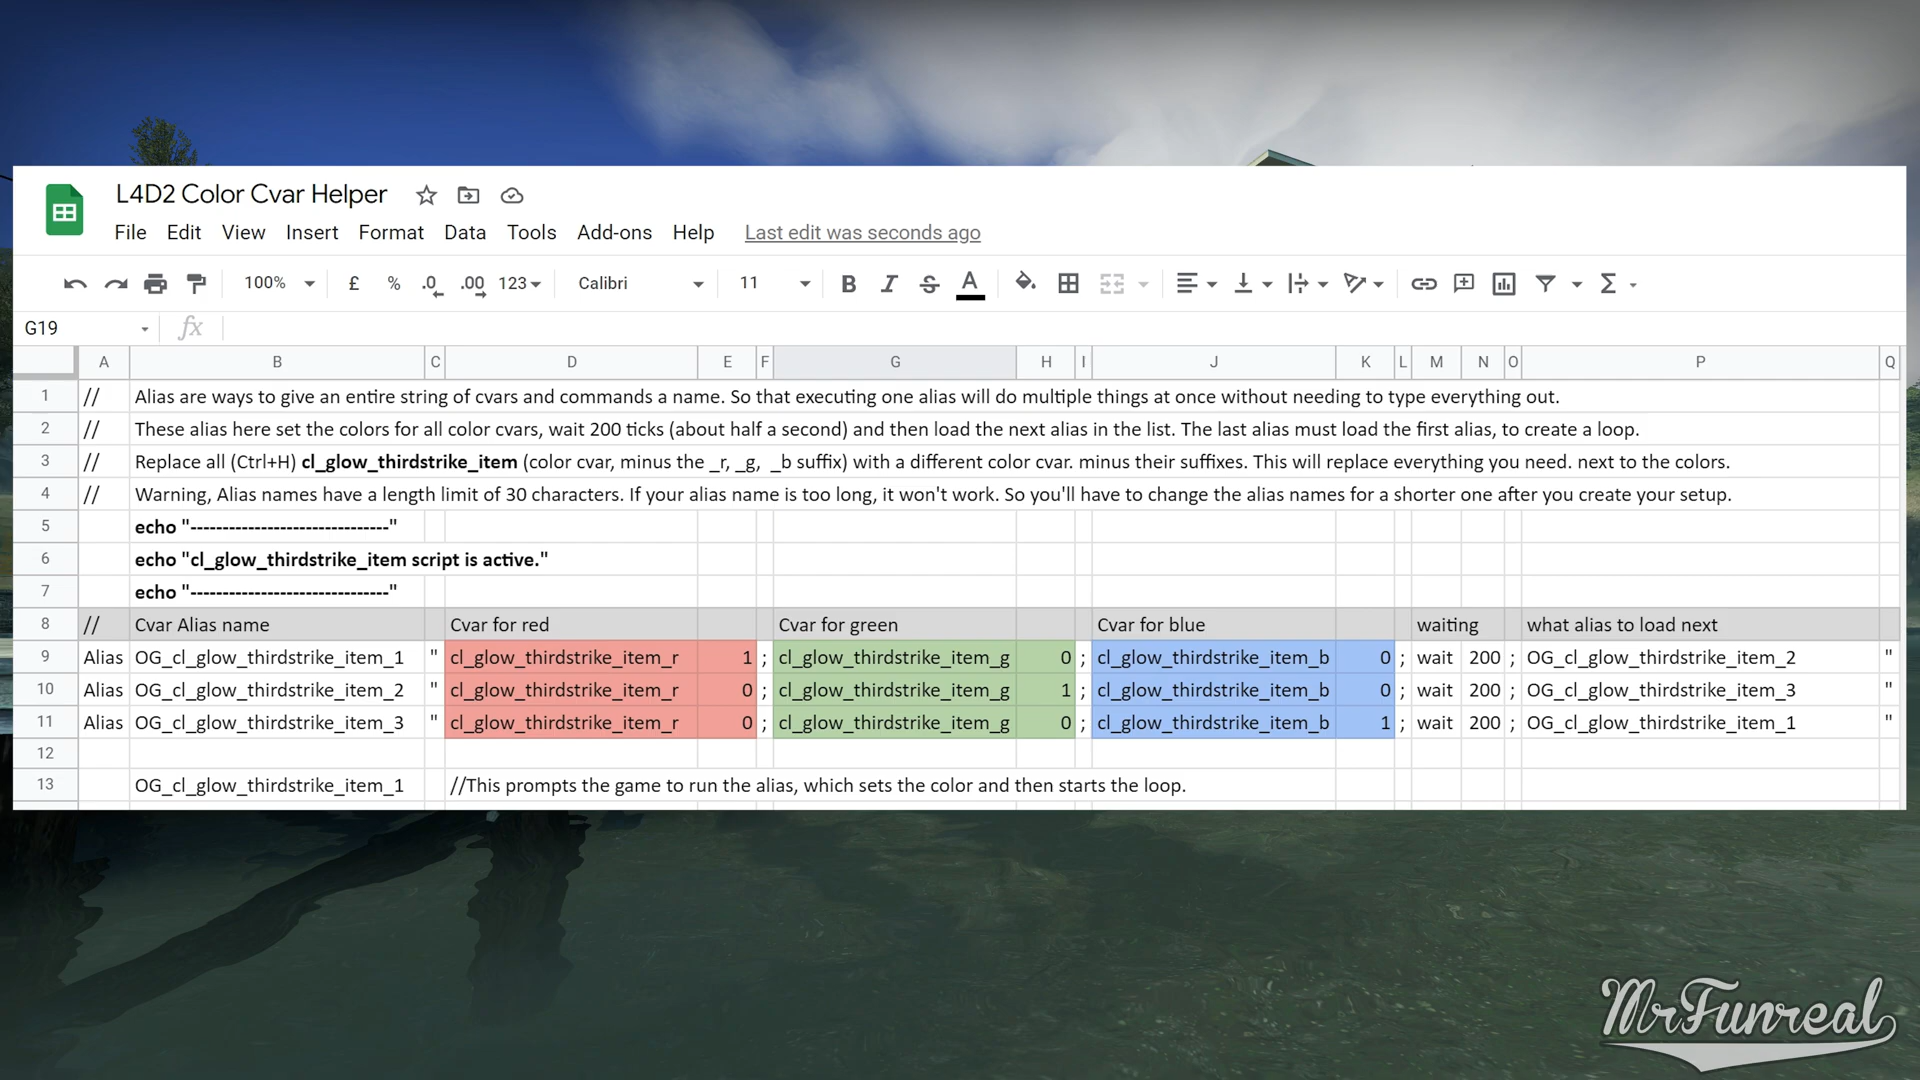 L4D2 Color Cvar Helper
File Edit View Insert Format Data Tools Add-ons Help Last edit was seconds ago
100% £ % .0 .00 123 Calibri 11 B I S A Σ
G19 fx
A B C D E F G H I J K L M N O P Q
1 // Alias are ways to give an entire string of cvars and commands a name. So that executing one alias will do multiple things at once without needing to type everything out.
2 // These alias here set the colors for all color cvars, wait 200 ticks (about half a second) and then load the next alias in the list. The last alias must load the first alias, to create a loop.
3 // Replace all (Ctrl+H) cl_glow_thirdstrike_item (color cvar, minus the _r, _g, _b suffix) with a different color cvar. minus their suffixes. This will replace everything you need. next to the colors.
4 // Warning, Alias names have a length limit of 30 characters. If your alias name is too long, it won't work. So you'll have to change the alias names for a shorter one after you create your setup.
5 echo "-------------------------------"
6 echo "cl_glow_thirdstrike_item script is active."
7 echo "-------------------------------"
8 // Cvar Alias name Cvar for red Cvar for green Cvar for blue waiting what alias to load next
9 Alias OG_cl_glow_thirdstrike_item_1 " cl_glow_thirdstrike_item_r 1 ; cl_glow_thirdstrike_item_g 0 ; cl_glow_thirdstrike_item_b 0 ; wait 200 ; OG_cl_glow_thirdstrike_item_2 "
10 Alias OG_cl_glow_thirdstrike_item_2 " cl_glow_thirdstrike_item_r 0 ; cl_glow_thirdstrike_item_g 1 ; cl_glow_thirdstrike_item_b 0 ; wait 200 ; OG_cl_glow_thirdstrike_item_3 "
11 Alias OG_cl_glow_thirdstrike_item_3 " cl_glow_thirdstrike_item_r 0 ; cl_glow_thirdstrike_item_g 0 ; cl_glow_thirdstrike_item_b 1 ; wait 200 ; OG_cl_glow_thirdstrike_item_1 "
12
13 OG_cl_glow_thirdstrike_item_1 //This prompts the game to run the alias, which sets the color and then starts the loop.
MrFunreal